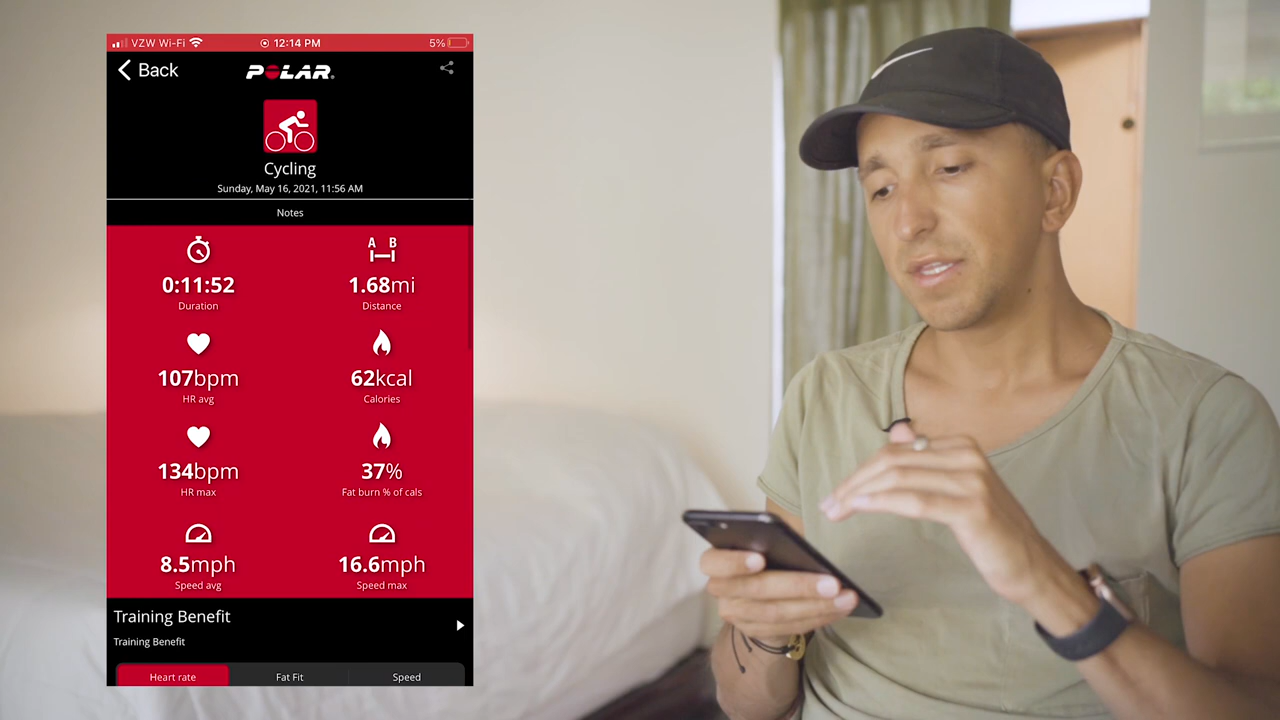 VZW Wi-Fi 12:14 PM 5%
Back POLAR
Cycling
Sunday, May 16, 2021, 11:56 AM
Notes
A B
0:11:52 1.68mi
Duration Distance
107bpm 62kcal
HR avg Calories
134bpm 37%
HR max Fat burn % of cals
8.5mph 16.6mph
Speed avg Speed max
Training Benefit
Training Benefit
Heart rate Fat Fit Speed